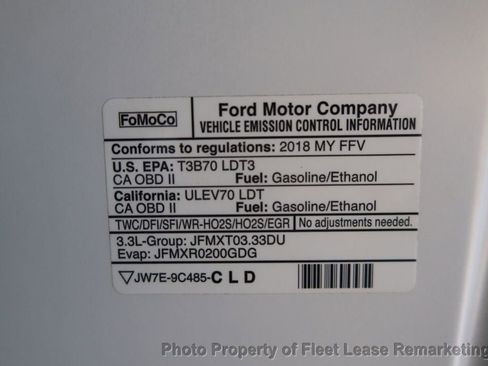 FoMoCo
Ford Motor Company
VEHICLE EMISSION CONTROL INFORMATION
Conforms to regulations: 2018 MY FFV
U.S. EPA: T3B70 LDT3
CA OBD II Fuel: Gasoline/Ethanol
California: ULEV70 LDT
CA OBD II Fuel: Gasoline/Ethanol
TWC/DFI/SFI/WR-HO2S/HO2S/EGR No adjustments needed.
3.3L-Group: JFMXT03.33DU
Evap: JFMXR0200GDG
JW7E-9C485-C L D
Photo Property of Fleet Lease Remarketing